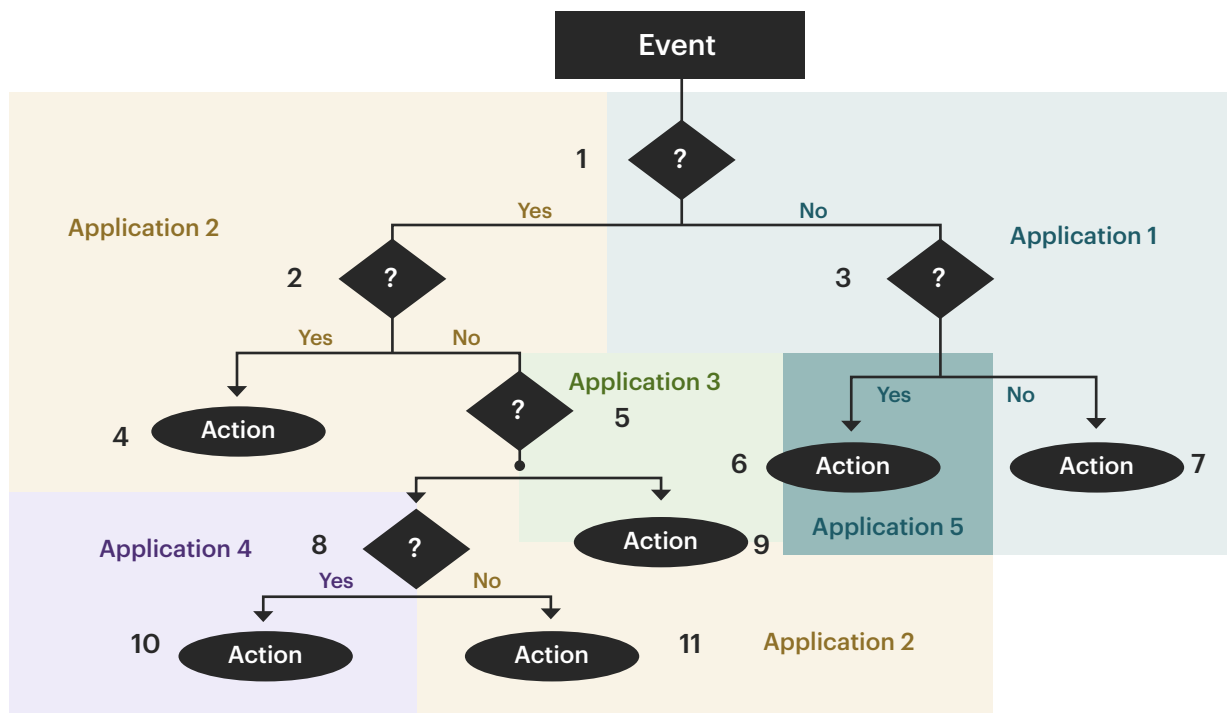 Event
1
?
Yes
No
Application 2
Application 1
2
?
3
?
Yes
No
Application 3
?
5
Yes
No
4
Action
6
Action
Action
7
Application 5
Application 4
8
?
Action
9
Yes
No
10
Action
Action
11
Application 2